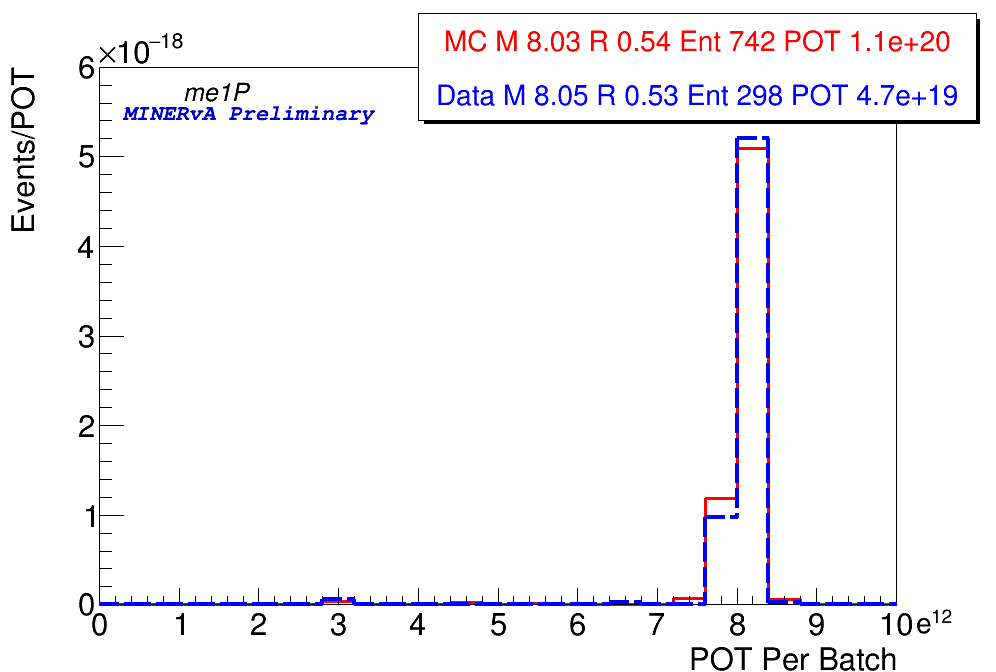 ×10⁻¹⁸
MC M 8.03 R 0.54 Ent 742 POT 1.1e+20
Data M 8.05 R 0.53 Ent 298 POT 4.7e+19
me1P
MINERvA Preliminary
Events/POT
6
5
4
3
2
1
0
0 1 2 3 4 5 6 7 8 9 10 e¹²
POT Per Batch